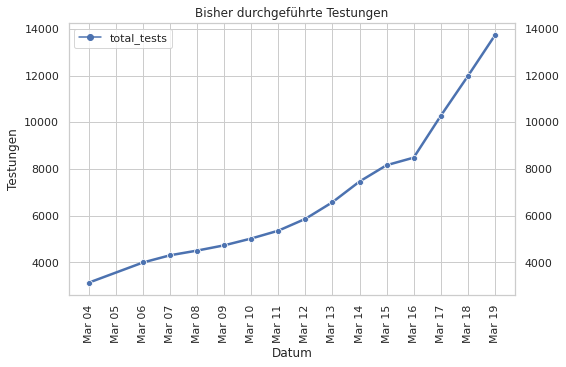 Bisher durchgeführte Testungen
total_tests
Testungen
14000
12000
10000
8000
6000
4000
14000
12000
10000
8000
6000
4000
Mar 04
Mar 05
Mar 06
Mar 07
Mar 08
Mar 09
Mar 10
Mar 11
Mar 12
Mar 13
Mar 14
Mar 15
Mar 16
Mar 17
Mar 18
Mar 19
Datum